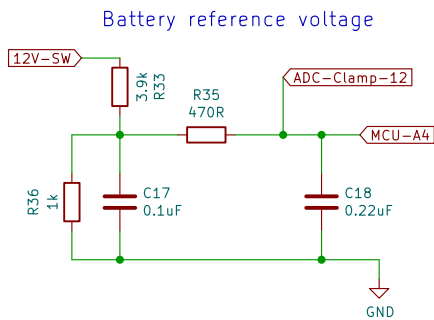 Battery reference voltage
12V-SW
3.9k
R33
R35
470R
ADC-Clamp-12
MCU-A4
R36
1k
C17
0.1uF
C18
0.22uF
GND